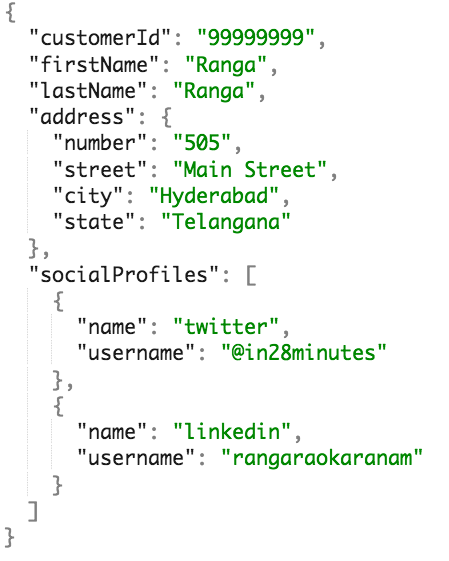 {
  "customerId": "99999999",
  "firstName": "Ranga",
  "lastName": "Ranga",
  "address": {
    "number": "505",
    "street": "Main Street",
    "city": "Hyderabad",
    "state": "Telangana"
  },
  "socialProfiles": [
    {
      "name": "twitter",
      "username": "@in28minutes"
    },
    {
      "name": "linkedin",
      "username": "rangaraokaranam"
    }
  ]
}